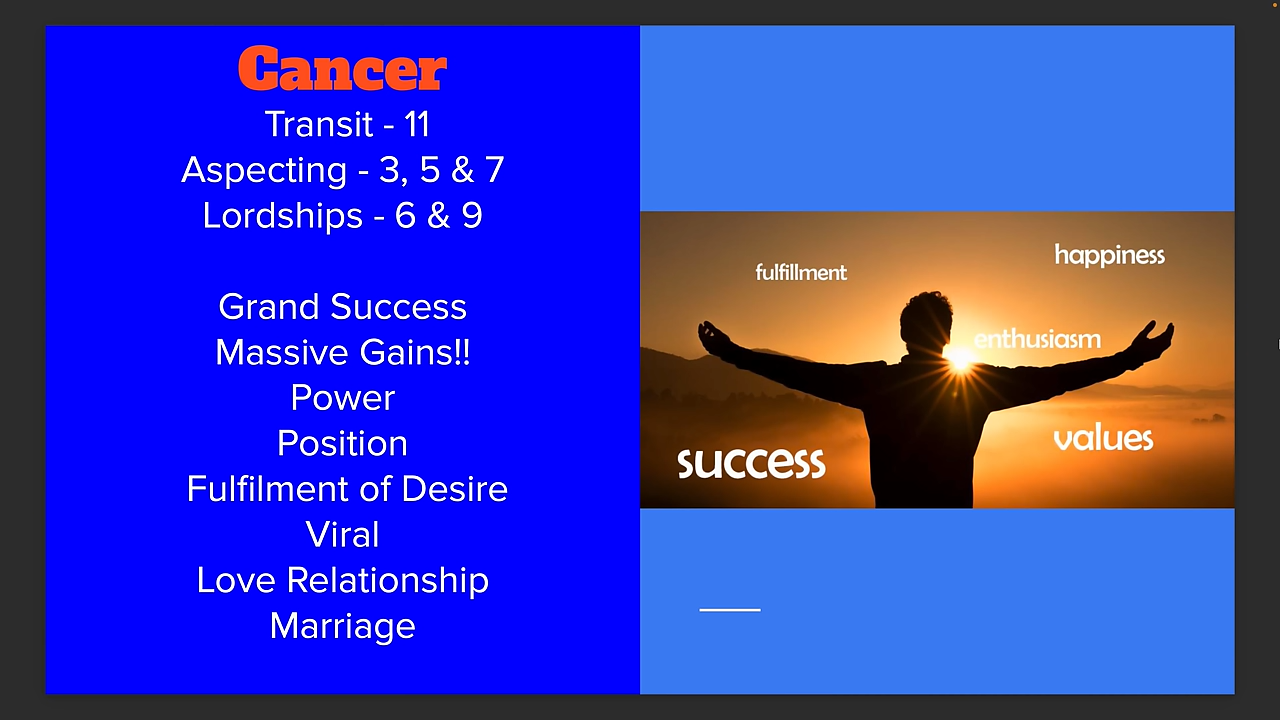 Cancer
Transit - 11
Aspecting - 3, 5 & 7
Lordships - 6 & 9
Grand Success
Massive Gains!!
Power
Position
Fulfilment of Desire
Viral
Love Relationship
Marriage
fulfillment
happiness
enthusiasm
values
success